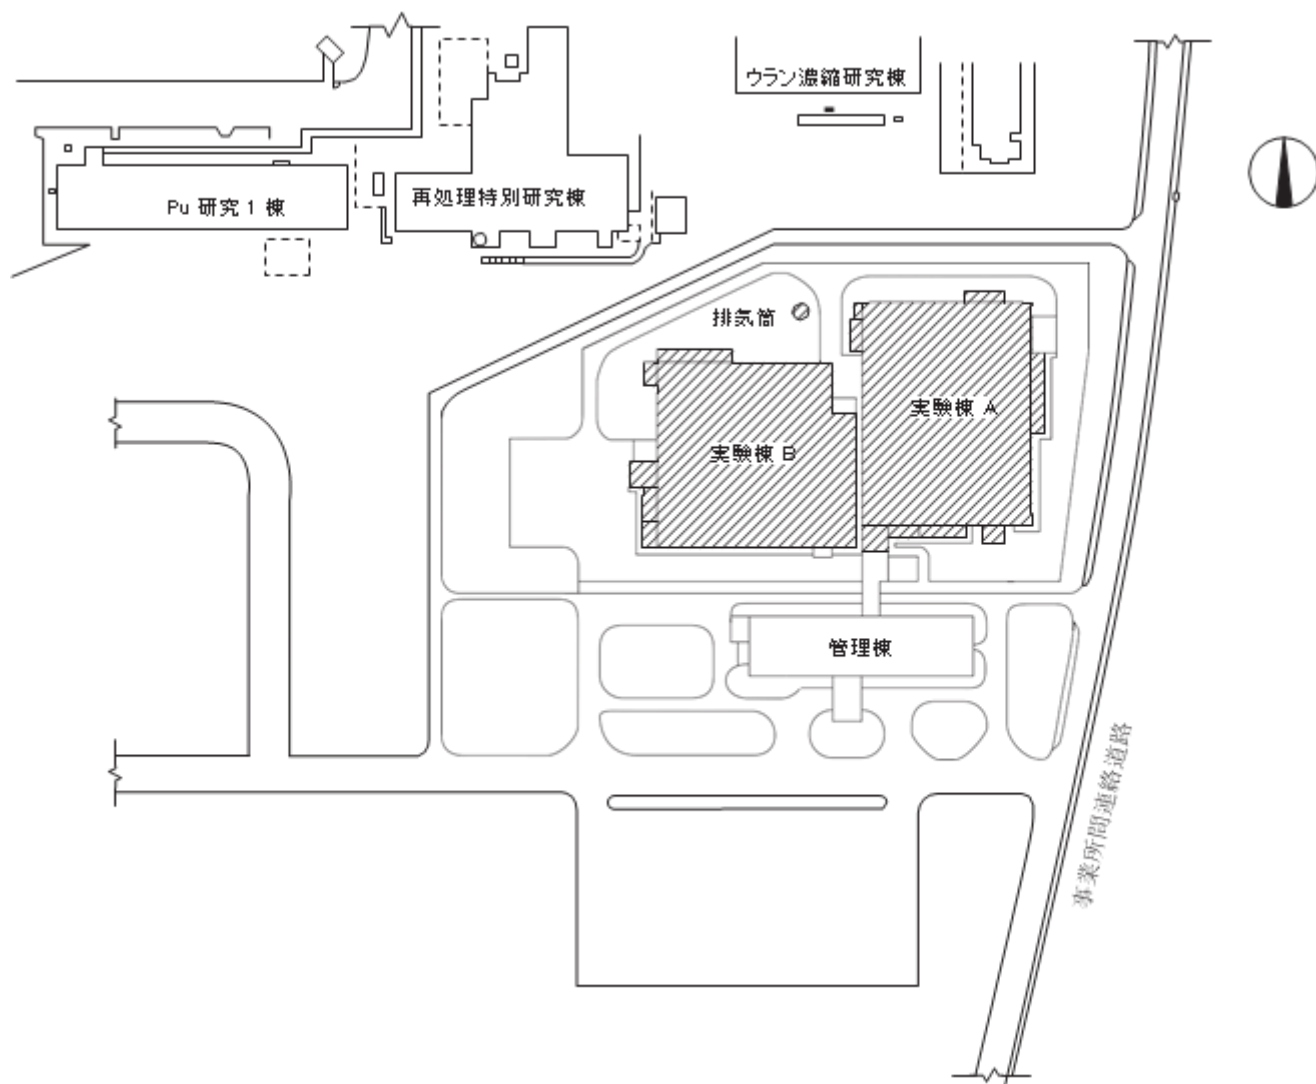 ウラン濃縮研究棟
再処理特別研究棟
Pu 研究 1 棟
排気筒
実験棟 A
実験棟 B
管理棟
事業所間連絡道路